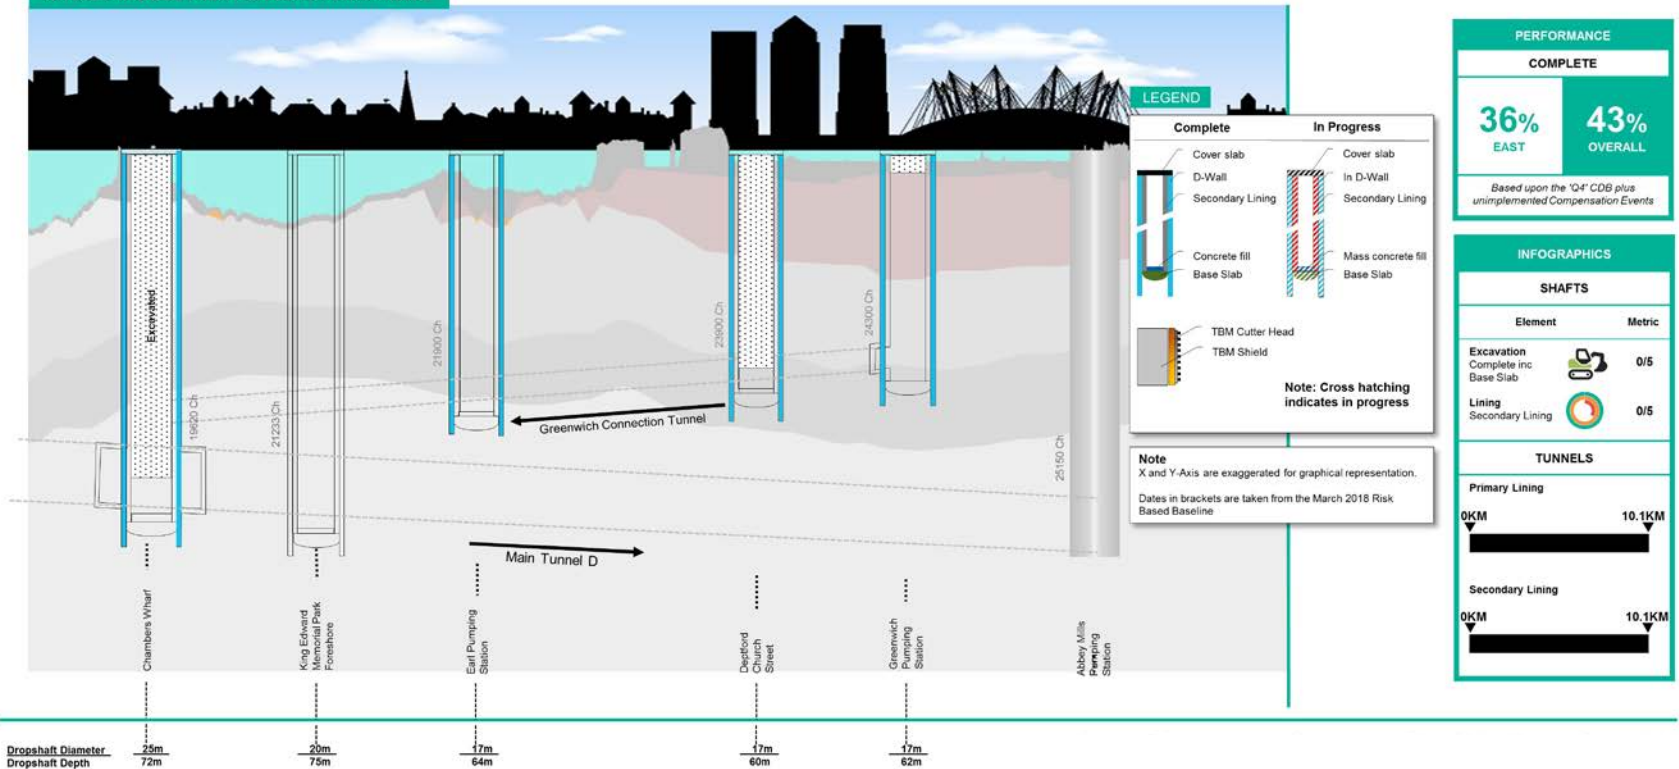 LEGEND
Complete
In Progress
Cover slab
D-Wall
Secondary Lining
Concrete fill
Base Slab
Cover slab
In D-Wall
Secondary Lining
Mass concrete fill
Base Slab
TBM Cutter Head
TBM Shield
Note: Cross hatching
indicates in progress
Note
X and Y-Axis are exaggerated for graphical representation.
Dates in brackets are taken from the March 2018 Risk
Based Baseline
Excavated
19620 Ch
21233 Ch
21900 Ch
23900 Ch
24300 Ch
25150 Ch
Greenwich Connection Tunnel
Main Tunnel D
Chambers Wharf
King Edward
Memorial Park
Foreshore
Earl Pumping
Station
Deptford
Church
Street
Greenwich
Pumping
Station
Abbey Mills
Pumping
Station
Dropshaft Diameter
25m
20m
17m
17m
17m
Dropshaft Depth
72m
75m
64m
60m
62m
PERFORMANCE
COMPLETE
36%
EAST
43%
OVERALL
Based upon the 'Q4' CDB plus
unimplemented Compensation Events
INFOGRAPHICS
SHAFTS
Element
Metric
Excavation
Complete inc
Base Slab
0/5
Lining
Secondary Lining
0/5
TUNNELS
Primary Lining
0KM
10.1KM
Secondary Lining
0KM
10.1KM